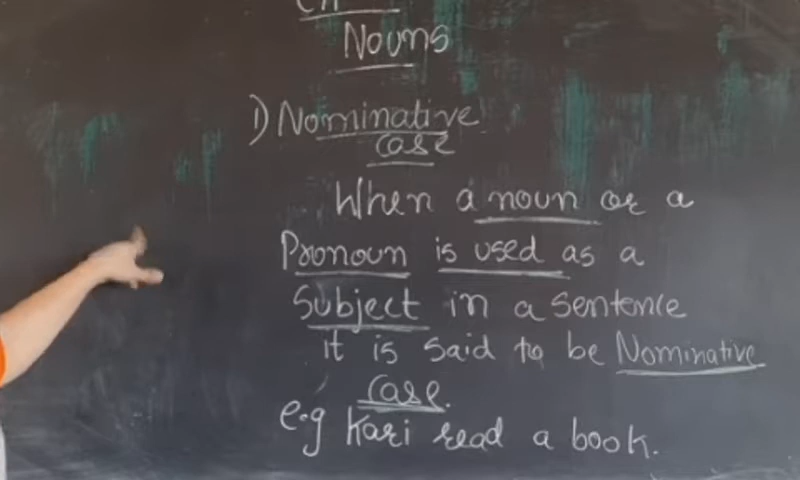 Nouns
1) Nominative
case
When a noun or a
Pronoun is used as a
Subject in a sentence
it is said to be Nominative
Case.
e.g Kari read a book.